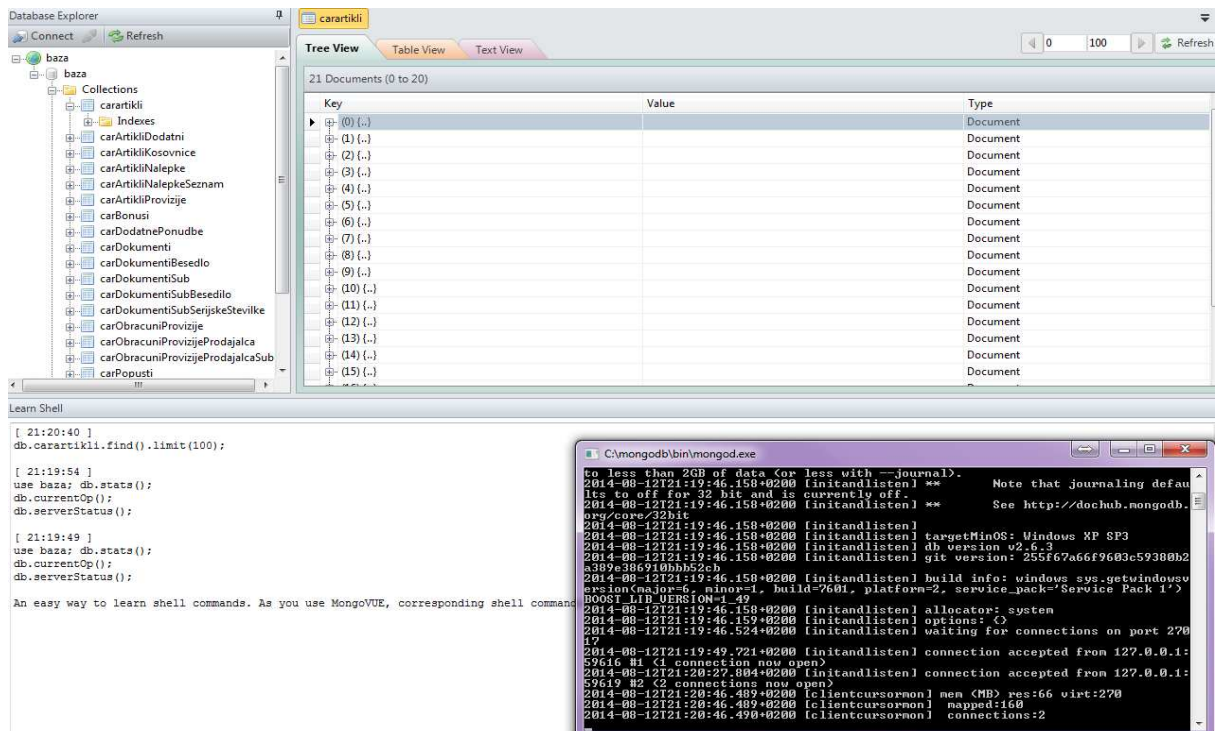 Database Explorer
Connect Refresh
baza
baza
Collections
carartikli
Indexes
carArtikliDodatni
carArtikliKosovnice
carArtikliNalepke
carArtikliNalepkeSeznam
carArtikliProvizije
carBonusi
carDodatnePonudbe
carDokumenti
carDokumentiBesedlo
carDokumentiSub
carDokumentiSubBesedilo
carDokumentiSubSerijskeStevilke
carObracuniProvizije
carObracuniProvizijeProdajalca
carObracuniProvizijeProdajalcaSub
carPopusti
carartikli
Tree View Table View Text View
0 100 Refresh
21 Documents (0 to 20)
Key Value Type
(0) {..} Document
(1) {..} Document
(2) {..} Document
(3) {..} Document
(4) {..} Document
(5) {..} Document
(6) {..} Document
(7) {..} Document
(8) {..} Document
(9) {..} Document
(10) {..} Document
(11) {..} Document
(12) {..} Document
(13) {..} Document
(14) {..} Document
(15) {..} Document
Learn Shell
[ 21:20:40 ]
db.carartikli.find().limit(100);
[ 21:19:54 ]
use baza; db.stats();
db.currentOp();
db.serverStatus();
[ 21:19:49 ]
use baza; db.stats();
db.currentOp();
db.serverStatus();
An easy way to learn shell commands. As you use MongoVUE, corresponding shell command
C:\mongodb\bin\mongod.exe
to less than 2GB of data (or less with --journal).
2014-08-12T21:19:46.158+0200 [initandlisten] ** Note that journaling defau
lts to off for 32 bit and is currently off.
2014-08-12T21:19:46.158+0200 [initandlisten] ** See http://dochub.mongodb.
org/core/32bit
2014-08-12T21:19:46.158+0200 [initandlisten]
2014-08-12T21:19:46.158+0200 [initandlisten] targetMinOS: Windows XP SP3
2014-08-12T21:19:46.158+0200 [initandlisten] db version v2.6.3
2014-08-12T21:19:46.158+0200 [initandlisten] git version: 255f67a66f9603c59380b2
a389e386910bbb52cb
2014-08-12T21:19:46.158+0200 [initandlisten] build info: windows sys.getwindowsv
ersion(major=6, minor=1, build=7601, platform=2, service_pack='Service Pack 1')
BOOST_LIB_VERSION=1_49
2014-08-12T21:19:46.158+0200 [initandlisten] allocator: system
2014-08-12T21:19:46.159+0200 [initandlisten] options: {}
2014-08-12T21:19:46.524+0200 [initandlisten] waiting for connections on port 270
17
2014-08-12T21:19:49.721+0200 [initandlisten] connection accepted from 127.0.0.1:
59616 #1 (1 connection now open)
2014-08-12T21:20:27.804+0200 [initandlisten] connection accepted from 127.0.0.1:
59619 #2 (2 connections now open)
2014-08-12T21:20:46.489+0200 [clientcursormon] mem (MB) res:66 virt:270
2014-08-12T21:20:46.489+0200 [clientcursormon] mapped:160
2014-08-12T21:20:46.490+0200 [clientcursormon] connections:2